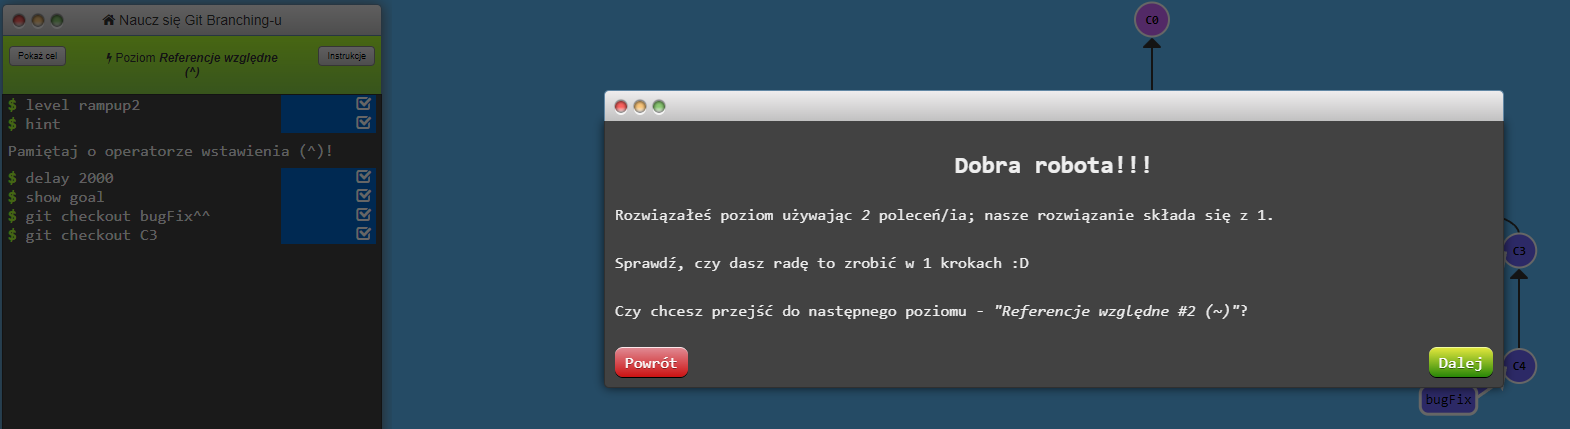 Naucz się Git Branching-u
Pokaż cel
Poziom Referencje względne
(^)
Instrukcje
$ level rampup2
$ hint
Pamiętaj o operatorze wstawienia (^)!
$ delay 2000
$ show goal
$ git checkout bugFix^^
$ git checkout C3
C0
Dobra robota!!!
Rozwiązałeś poziom używając 2 poleceń/ia; nasze rozwiązanie składa się z 1.
Sprawdź, czy dasz radę to zrobić w 1 krokach :D
Czy chcesz przejść do następnego poziomu - "Referencje względne #2 (~)"?
Powrót
Dalej
C3
C4
bugFix